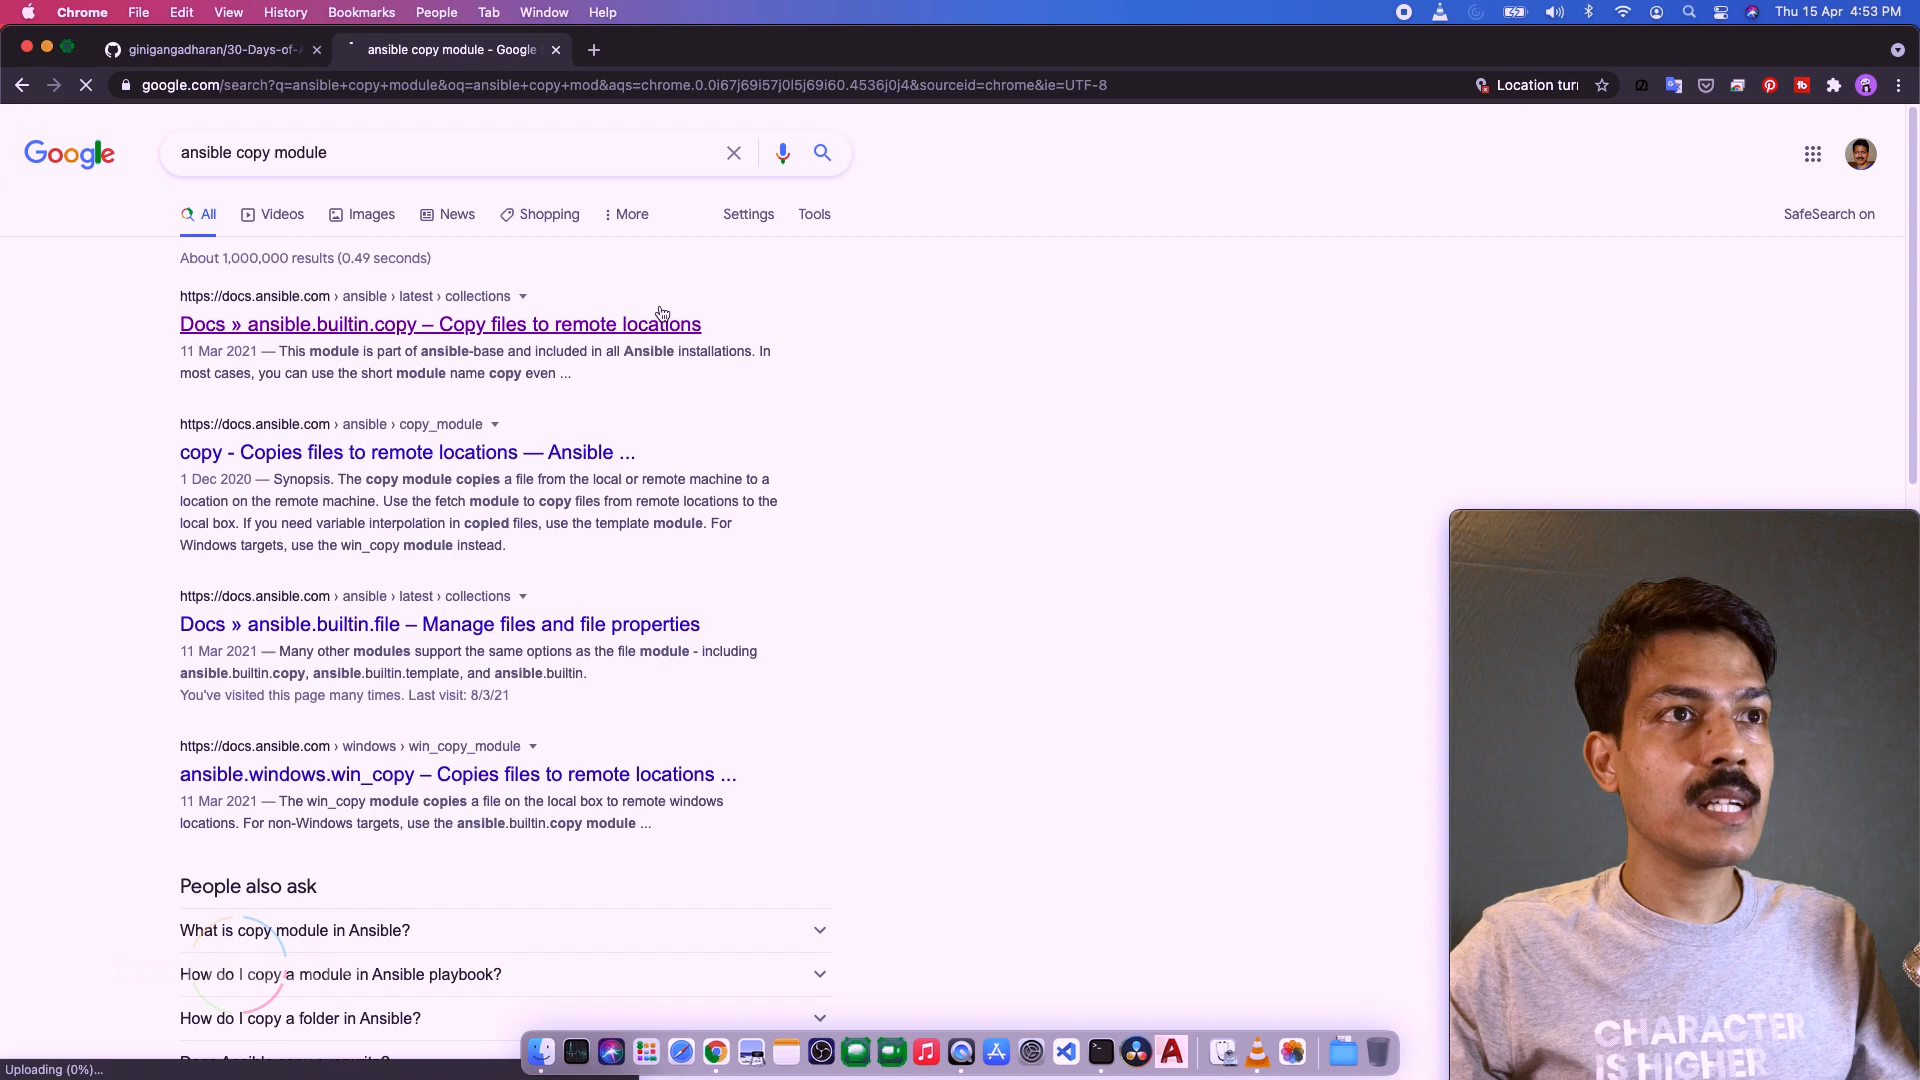 Chrome File Edit View History Bookmarks People Tab Window Help
Thu 15 Apr 4:53 PM
ginigangadharan/30-Days-of-A
ansible copy module - Google
google.com/search?q=ansible+copy+module&oq=ansible+copy+mod&aqs=chrome.0.0i67j69i57j0l5j69i60.4536j0j4&sourceid=chrome&ie=UTF-8
Location turn
Google
ansible copy module
All Videos Images News Shopping More Settings Tools
SafeSearch on
About 1,000,000 results (0.49 seconds)
https://docs.ansible.com › ansible › latest › collections
Docs » ansible.builtin.copy – Copy files to remote locations
11 Mar 2021 — This module is part of ansible-base and included in all Ansible installations. In
most cases, you can use the short module name copy even ...
https://docs.ansible.com › ansible › copy_module
copy - Copies files to remote locations — Ansible ...
1 Dec 2020 — Synopsis. The copy module copies a file from the local or remote machine to a
location on the remote machine. Use the fetch module to copy files from remote locations to the
local box. If you need variable interpolation in copied files, use the template module. For
Windows targets, use the win_copy module instead.
https://docs.ansible.com › ansible › latest › collections
Docs » ansible.builtin.file – Manage files and file properties
11 Mar 2021 — Many other modules support the same options as the file module - including
ansible.builtin.copy, ansible.builtin.template, and ansible.builtin.
You've visited this page many times. Last visit: 8/3/21
https://docs.ansible.com › windows › win_copy_module
ansible.windows.win_copy – Copies files to remote locations ...
11 Mar 2021 — The win_copy module copies a file on the local box to remote windows
locations. For non-Windows targets, use the ansible.builtin.copy module ...
People also ask
What is copy module in Ansible?
How do I copy a module in Ansible playbook?
How do I copy a folder in Ansible?
Uploading (0%)...
CHARACTER
IS HIGHER